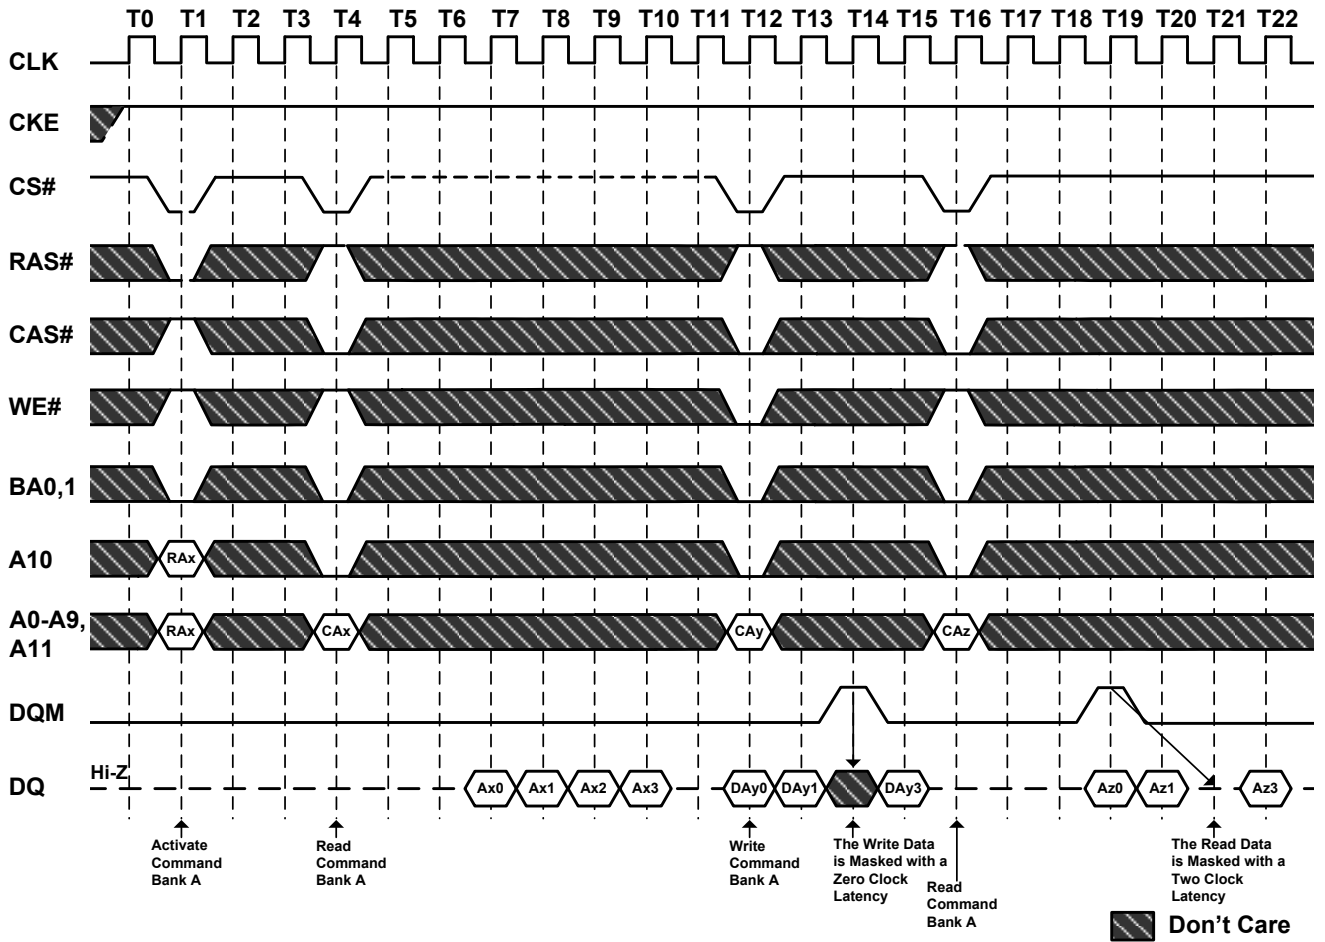 T0 T1 T2 T3 T4 T5 T6 T7 T8 T9 T10 T11 T12 T13 T14 T15 T16 T17 T18 T19 T20 T21 T22
CLK
CKE
CS#
RAS#
CAS#
WE#
BA0,1
A10 RAx
A0-A9,
A11
RAx CAx CAy CAz
DQM
DQ
Hi-Z
Ax0 Ax1 Ax2 Ax3 DAy0 DAy1 DAy3 Az0 Az1 Az3
Activate
Command
Bank A
Read
Command
Bank A
Write
Command
Bank A
The Write Data
is Masked with a
Zero Clock
Latency
Read
Command
Bank A
The Read Data
is Masked with a
Two Clock
Latency
Don't Care